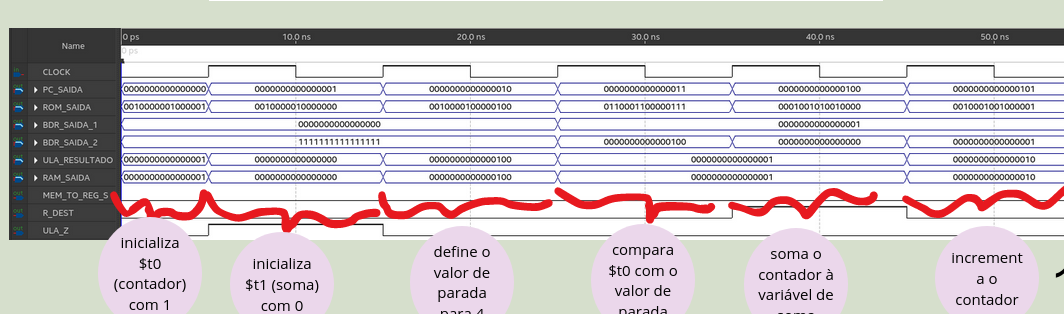 Name 0 ps 10.0 ns 20.0 ns 30.0 ns 40.0 ns 50.0 ns
0 ps
CLOCK
PC_SAIDA 0000000000000000 0000000000000001 0000000000000010 0000000000000011 0000000000000100 0000000000000101
ROM_SAIDA 0010000001000001 0010000010000000 0010000100000100 0110001100000111 0001001010010000 0010001001000001
BDR_SAIDA_1 0000000000000000 0000000000000001
BDR_SAIDA_2 1111111111111111 0000000000000100 0000000000000000 0000000000000001
ULA_RESULTADO 0000000000000001 0000000000000000 0000000000000100 0000000000000001 0000000000000010
RAM_SAIDA 0000000000000001 0000000000000000 0000000000000100 0000000000000001 0000000000000010
MEM_TO_REG_S
R_DEST
ULA_Z
inicializa
$t0
(contador)
com 1
inicializa
$t1 (soma)
com 0
define o
valor de
parada
para 4
compara
$t0 com o
valor de
parada
soma o
contador à
variável de
soma
increment
a o
contador